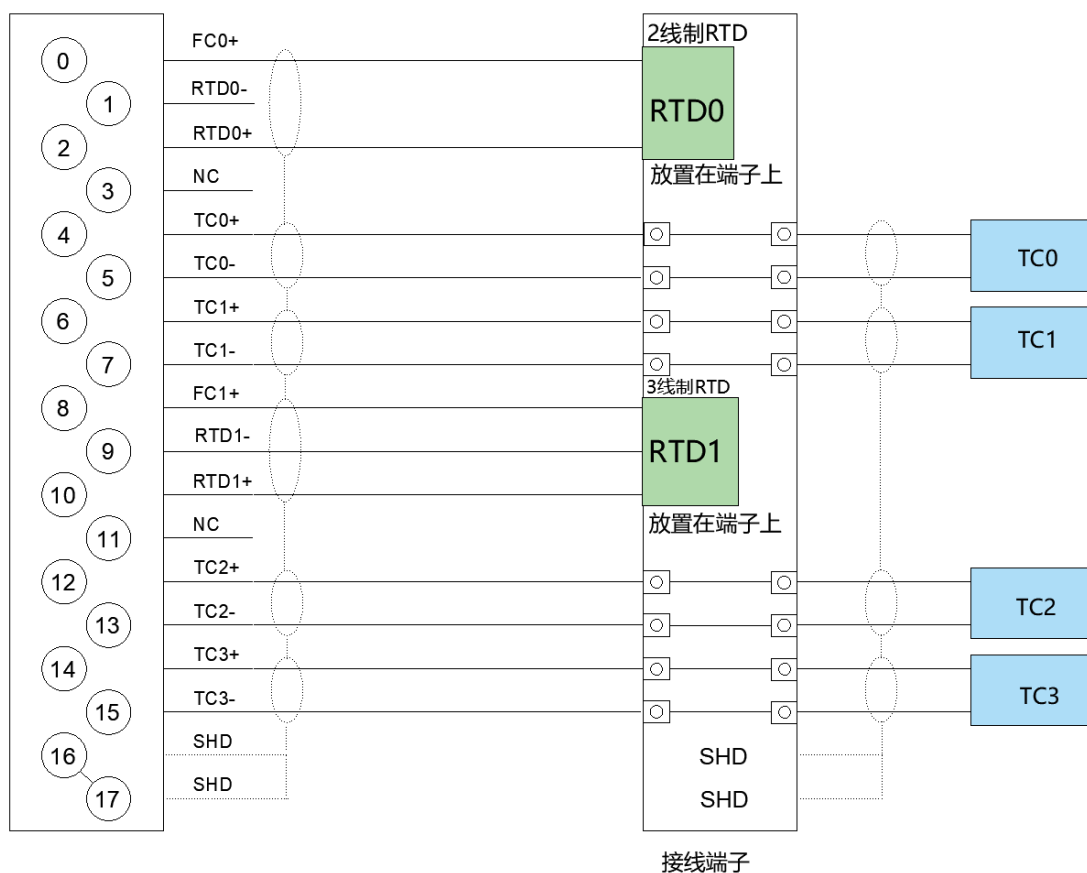 0
FC0+
1
RTD0-
2
RTD0+
3
NC
4
TC0+
5
TC0-
6
TC1+
7
TC1-
8
FC1+
9
RTD1-
10
RTD1+
11
NC
12
TC2+
13
TC2-
14
TC3+
15
TC3-
16
SHD
17
SHD
2线制RTD
RTD0
放置在端子上
3线制RTD
RTD1
放置在端子上
SHD
SHD
接线端子
TC0
TC1
TC2
TC3